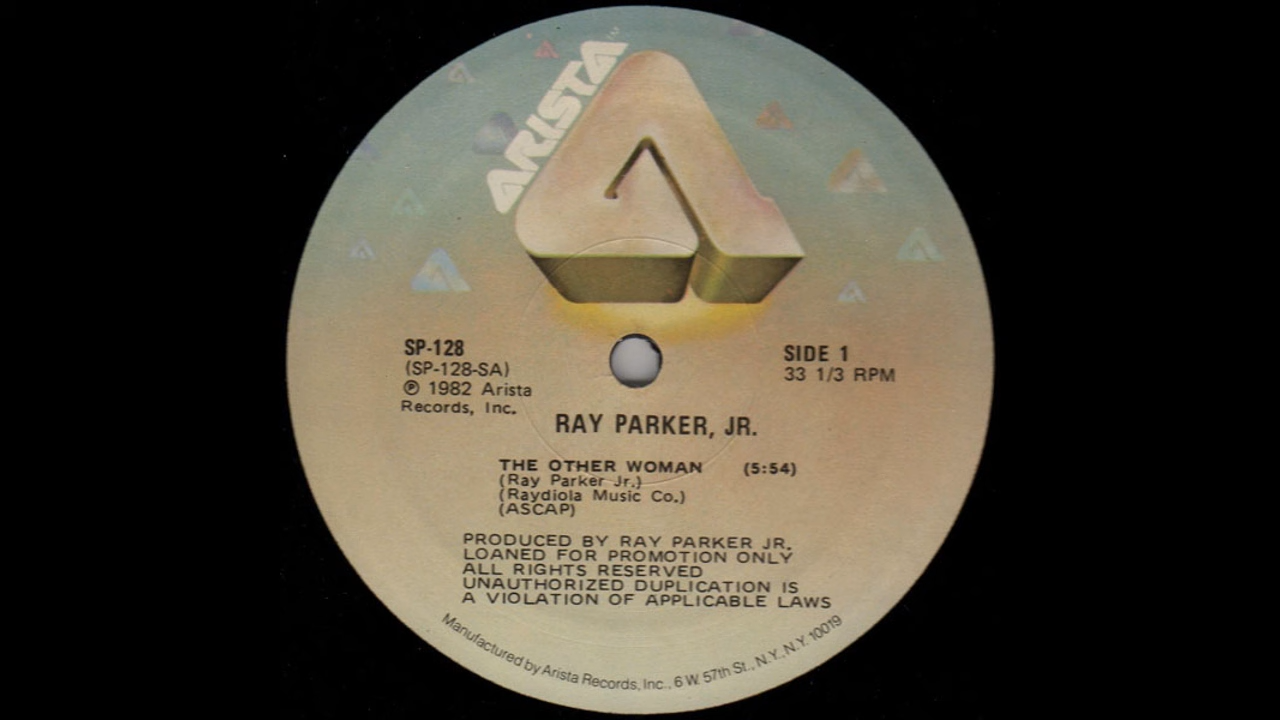 ARISTA
SP-128
(SP-128-SA)
℗ 1982 Arista
Records, Inc.
SIDE 1
33 1/3 RPM
RAY PARKER, JR.
THE OTHER WOMAN (5:54)
(Ray Parker Jr.)
(Raydiola Music Co.)
(ASCAP)
PRODUCED BY RAY PARKER JR.
LOANED FOR PROMOTION ONLY
ALL RIGHTS RESERVED
UNAUTHORIZED DUPLICATION IS
A VIOLATION OF APPLICABLE LAWS
Manufactured by Arista Records, Inc., 6 W. 57th St., N.Y., N.Y. 10019